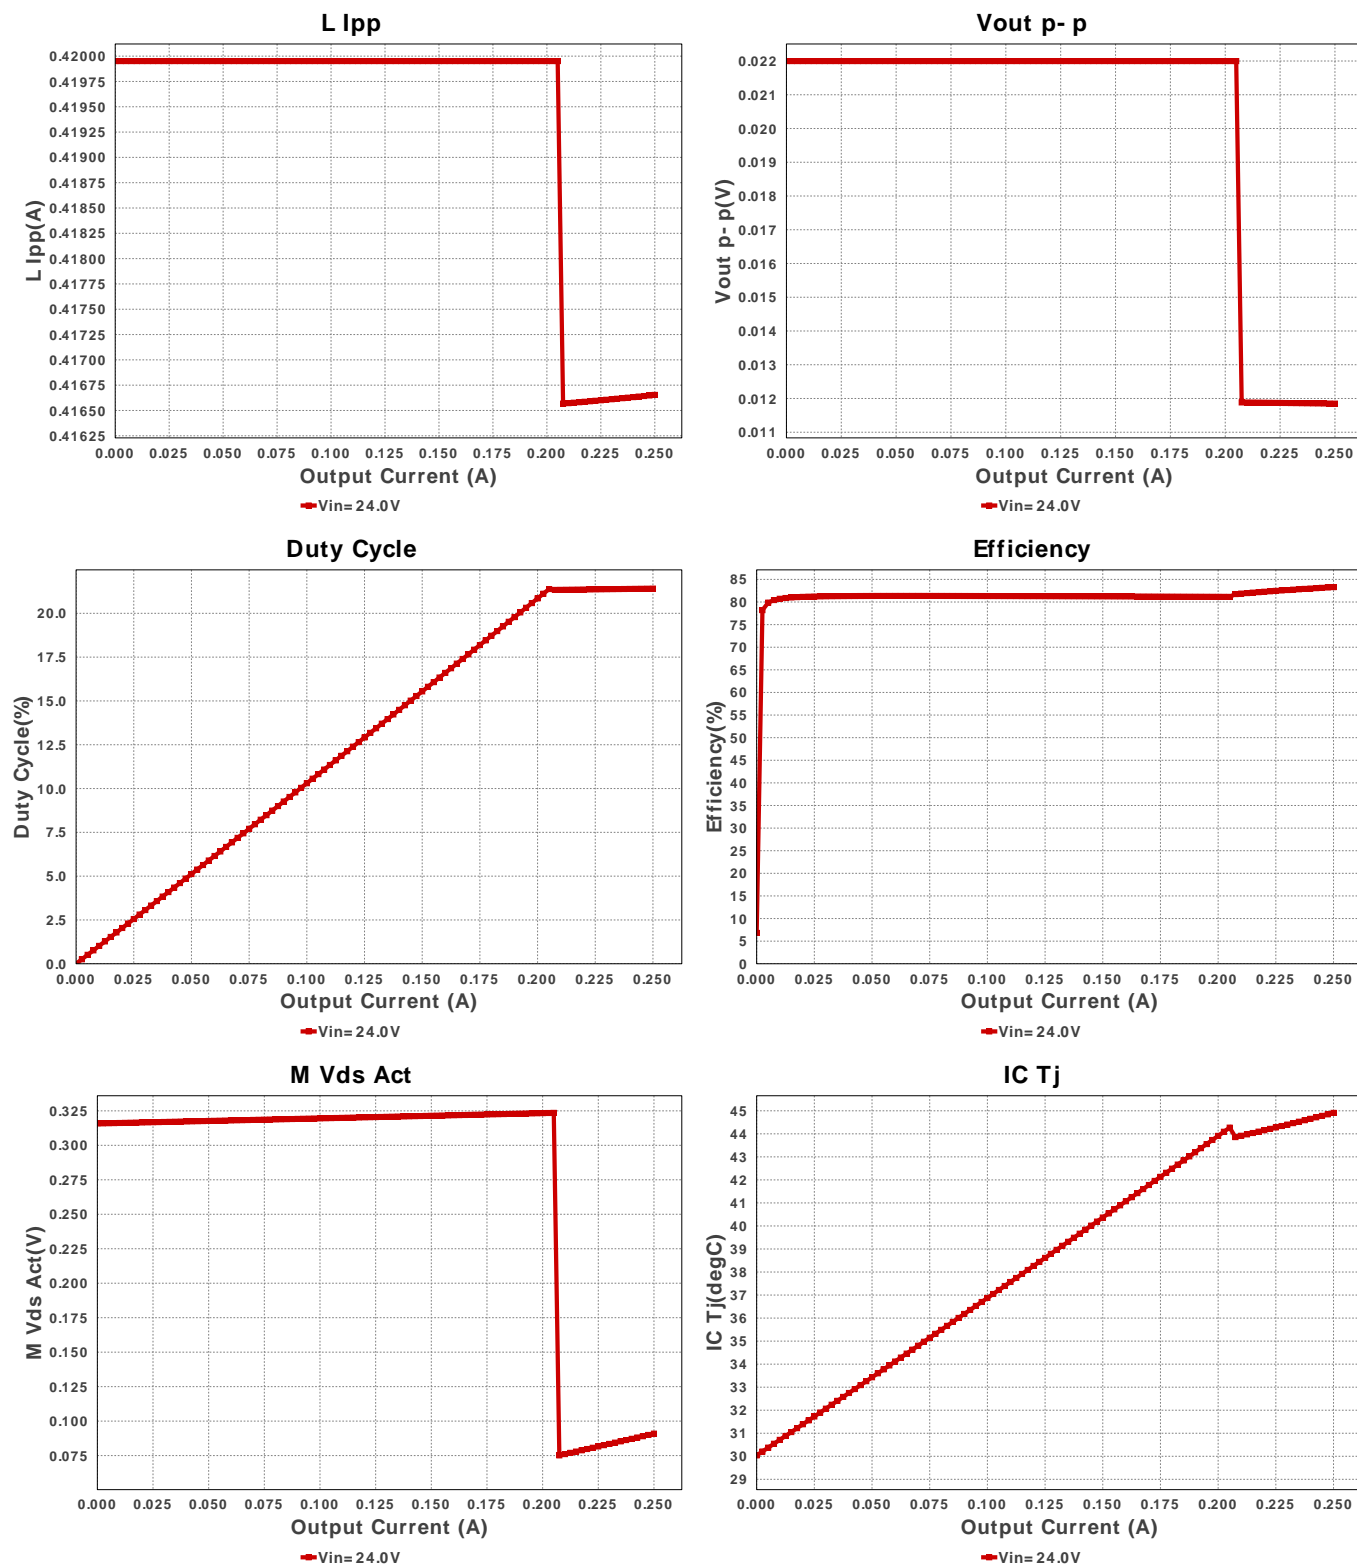 L Ipp
0.42000
0.41975
0.41950
0.41925
0.41900
0.41875
0.41850
0.41825
0.41800
0.41775
0.41750
0.41725
0.41700
0.41675
0.41650
0.41625
L Ipp(A)
0.000 0.025 0.050 0.075 0.100 0.125 0.150 0.175 0.200 0.225 0.250
Output Current (A)
Vin=24.0V
Vout p-p
0.022
0.021
0.020
0.019
0.018
0.017
0.016
0.015
0.014
0.013
0.012
0.011
Vout p-p(V)
0.000 0.025 0.050 0.075 0.100 0.125 0.150 0.175 0.200 0.225 0.250
Output Current (A)
Vin=24.0V
Duty Cycle
20.0
17.5
15.0
12.5
10.0
7.5
5.0
2.5
0.0
Duty Cycle(%)
0.000 0.025 0.050 0.075 0.100 0.125 0.150 0.175 0.200 0.225 0.250
Output Current (A)
Vin=24.0V
Efficiency
85
80
75
70
65
60
55
50
45
40
35
30
25
20
15
10
5
0
Efficiency(%)
0.000 0.025 0.050 0.075 0.100 0.125 0.150 0.175 0.200 0.225 0.250
Output Current (A)
Vin=24.0V
M Vds Act
0.325
0.300
0.275
0.250
0.225
0.200
0.175
0.150
0.125
0.100
0.075
M Vds Act(V)
0.000 0.025 0.050 0.075 0.100 0.125 0.150 0.175 0.200 0.225 0.250
Output Current (A)
Vin=24.0V
IC Tj
45
44
43
42
41
40
39
38
37
36
35
34
33
32
31
30
29
IC Tj(degC)
0.000 0.025 0.050 0.075 0.100 0.125 0.150 0.175 0.200 0.225 0.250
Output Current (A)
Vin=24.0V